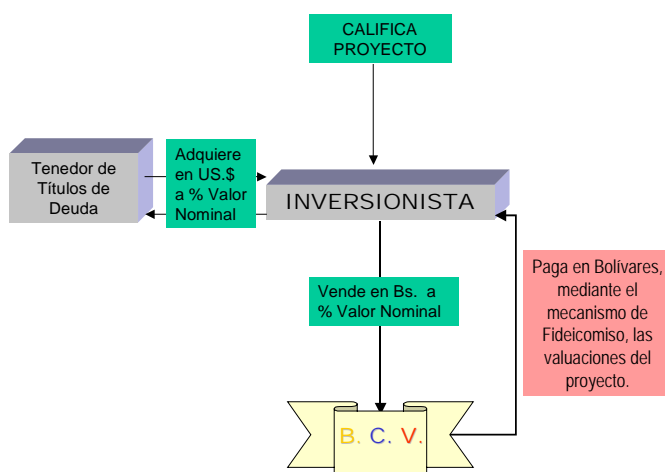 CALIFICA
PROYECTO
Tenedor de
Títulos de
Deuda
Adquiere
en US.$
a % Valor
Nominal
INVERSIONISTA
Vende en Bs. a
% Valor Nominal
Paga en Bolívares,
mediante el
mecanismo de
Fideicomiso, las
valuaciones del
proyecto.
B. C. V.